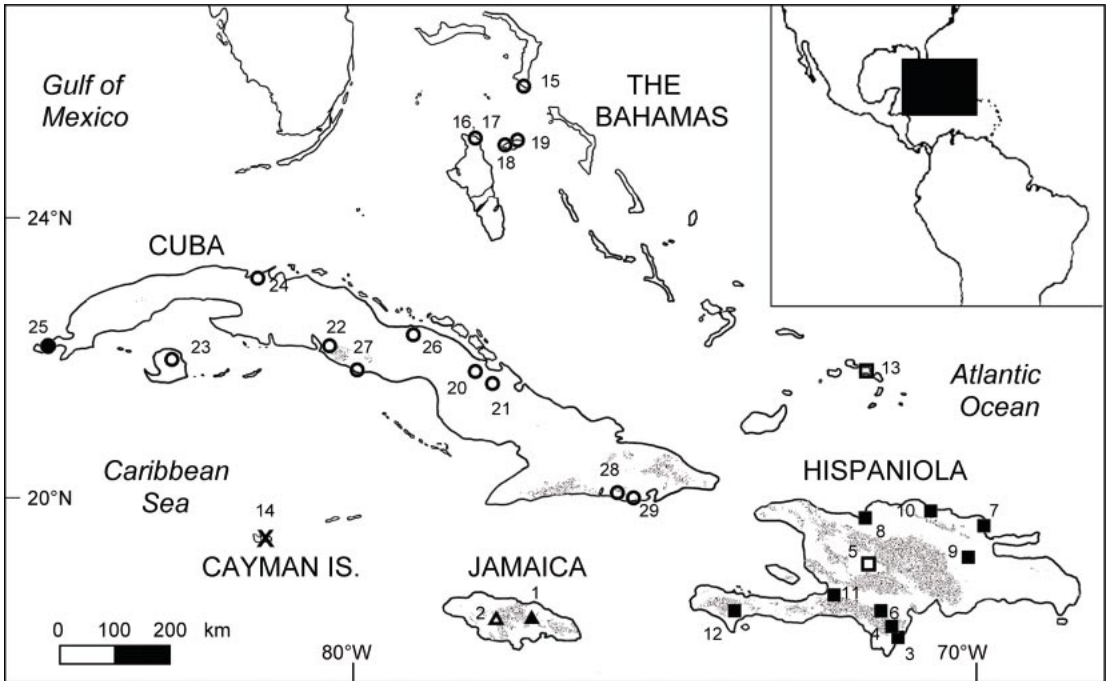 Gulf of
Mexico
THE
BAHAMAS
15
16
17
18
19
24°N
CUBA
24
25
23
22
27
26
20
21
13
Atlantic
Ocean
Caribbean
Sea
28
29
HISPANIOLA
20°N
14
CAYMAN IS.
JAMAICA
1
2
10
7
8
5
9
11
12
6
4
3
0 100 200 km
80°W
70°W